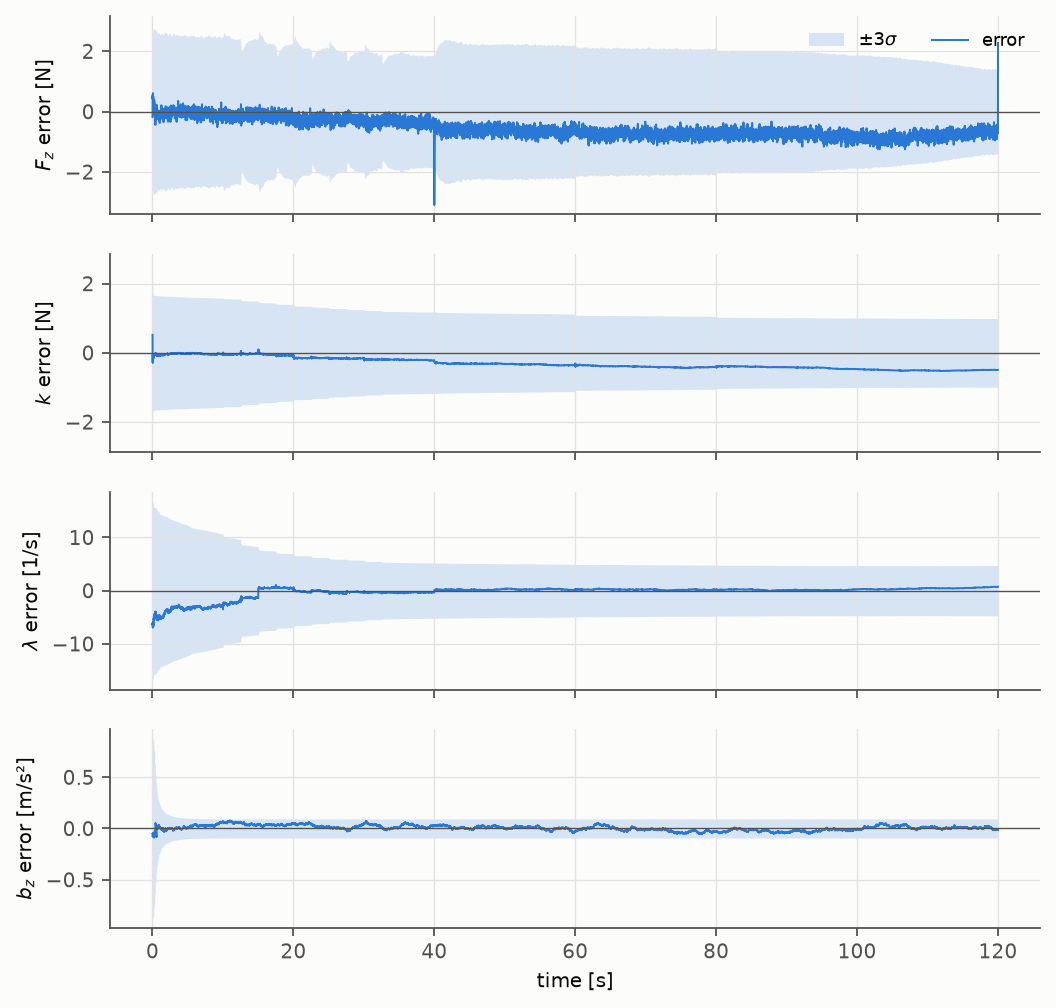 ±3σ error
F_z error [N]
2
0
−2
k error [N]
2
0
−2
λ error [1/s]
10
0
−10
b_z error [m/s²]
0.5
0.0
−0.5
0 20 40 60 80 100 120
time [s]